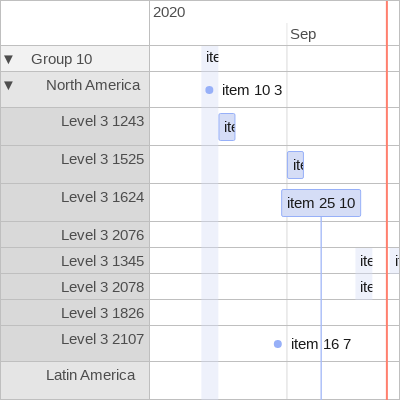 2020
Sep
▼ Group 10 ite
▼ North America item 10 3
Level 3 1243 ite
Level 3 1525 ite
Level 3 1624 item 25 10
Level 3 2076
Level 3 1345 ite i
Level 3 2078 ite
Level 3 1826
Level 3 2107 item 16 7
Latin America